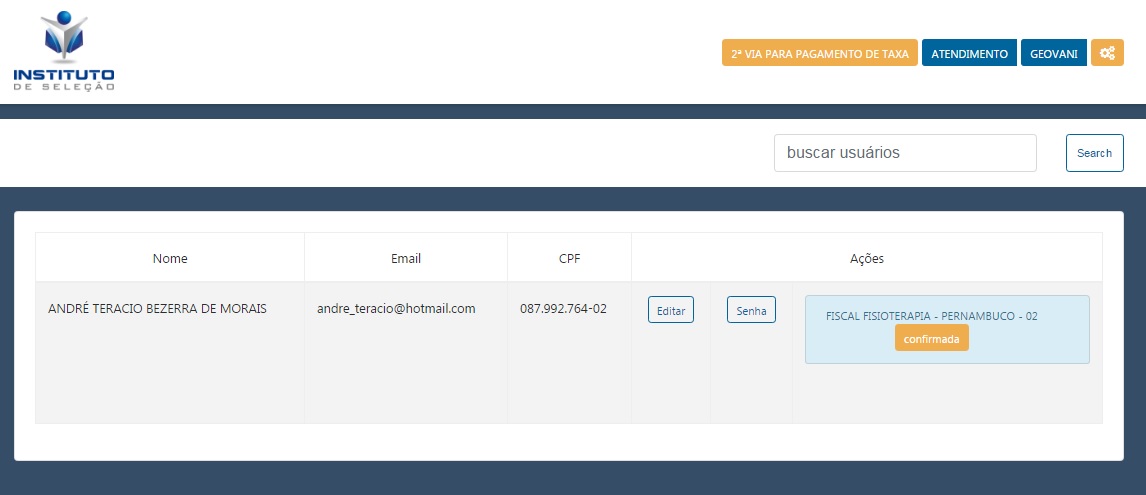 INSTITUTO
DE SELEÇÃO
2ª VIA PARA PAGAMENTO DE TAXA
ATENDIMENTO
GEOVANI
buscar usuários
Search
Nome
Email
CPF
Ações
ANDRÉ TERACIO BEZERRA DE MORAIS
andre_teracio@hotmail.com
087.992.764-02
Editar
Senha
FISCAL FISIOTERAPIA - PERNAMBUCO - 02
confirmada